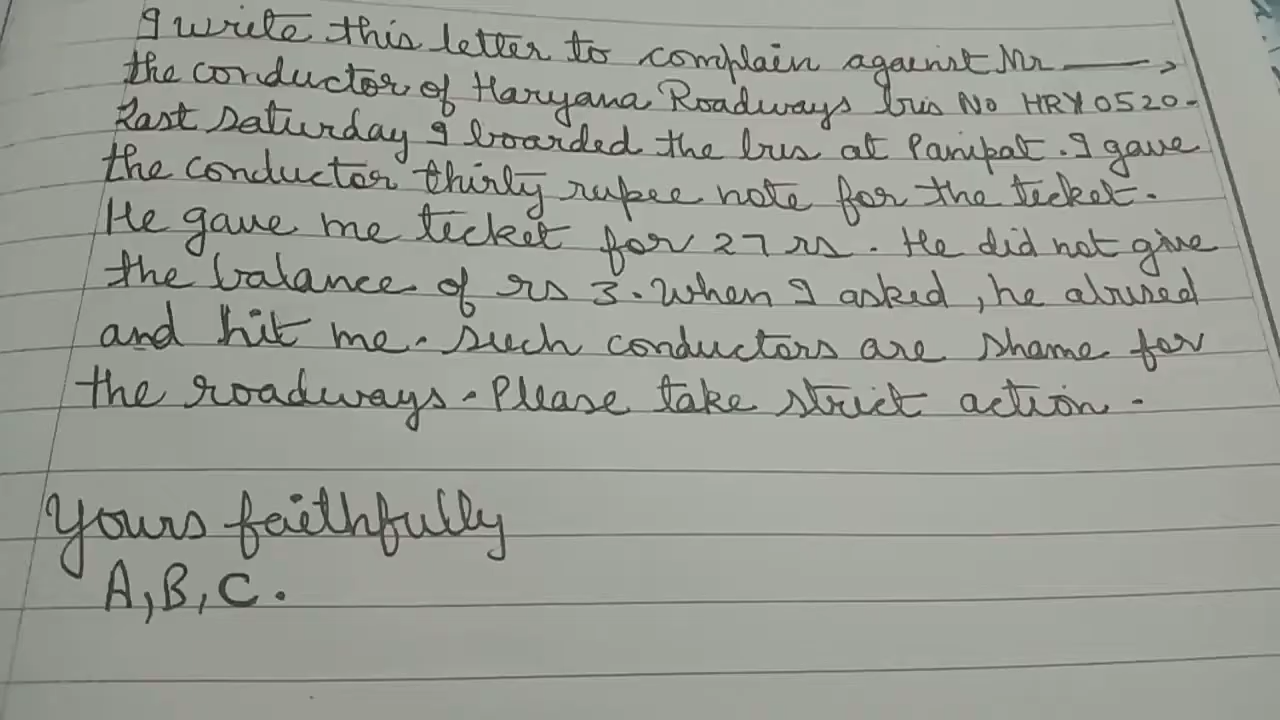 I write this letter to complain against Mr ——,
the conductor of Haryana Roadways bus No HRY0520.
Last Saturday I boarded the bus at Panipat. I gave
the conductor thirty rupee note for the ticket.
He gave me ticket for 27 rs. He did not give
the balance of rs 3. When I asked, he abused
and hit me. Such conductors are shame for
the roadways. Please take strict action.
Yours faithfully
A, B, C.